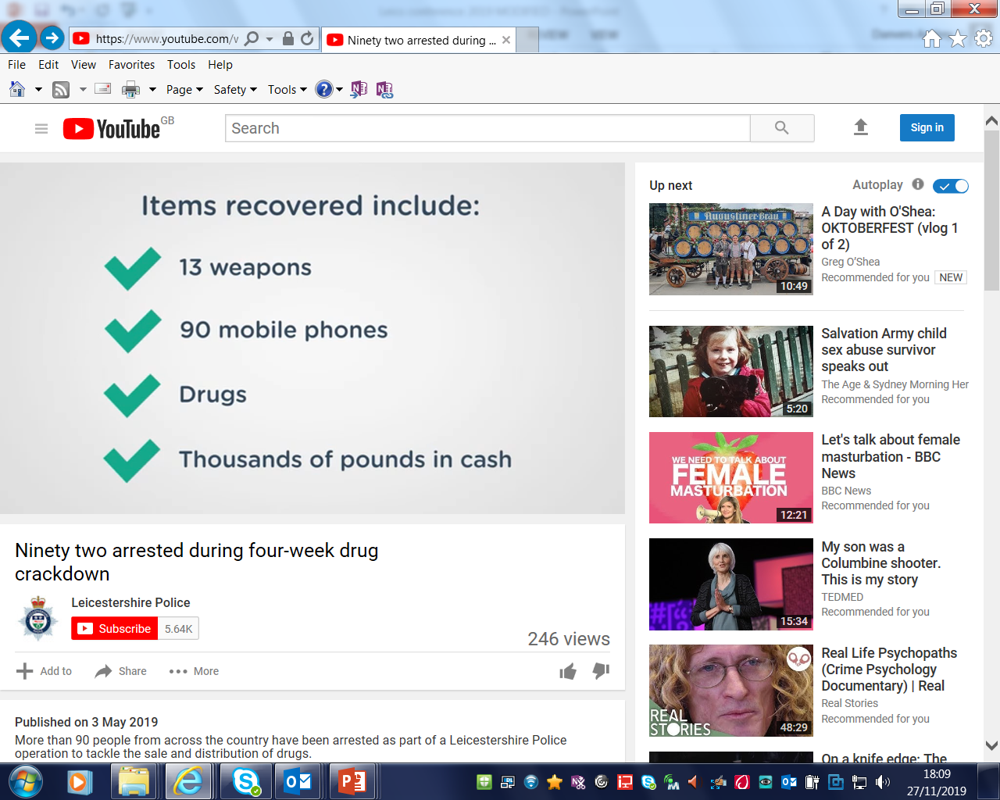 https://www.youtube.com/v
Ninety two arrested during ...
File Edit View Favorites Tools Help
Page Safety Tools
YouTube GB
Search
Sign in
Items recovered include:
13 weapons
90 mobile phones
Drugs
Thousands of pounds in cash
Ninety two arrested during four-week drug
crackdown
Leicestershire Police
Subscribe 5.64K
246 views
Add to Share More
Published on 3 May 2019
More than 90 people from across the country have been arrested as part of a Leicestershire Police
operation to tackle the sale and distribution of drugs.
Up next Autoplay
Augustiner-Bräu
10:49
A Day with O'Shea:
OKTOBERFEST (vlog 1
of 2)
Greg O'Shea
Recommended for you NEW
5:20
Salvation Army child
sex abuse survivor
speaks out
The Age & Sydney Morning Her
Recommended for you
WE NEED TO TALK ABOUT
FEMALE
MASTURBATION
12:21
Let's talk about female
masturbation - BBC
News
BBC News
Recommended for you
15:34
My son was a
Columbine shooter.
This is my story
TEDMED
Recommended for you
REAL
STORIES
48:29
Real Life Psychopaths
(Crime Psychology
Documentary) | Real
Real Stories
Recommended for you
On a knife edge: The
18:09
27/11/2019